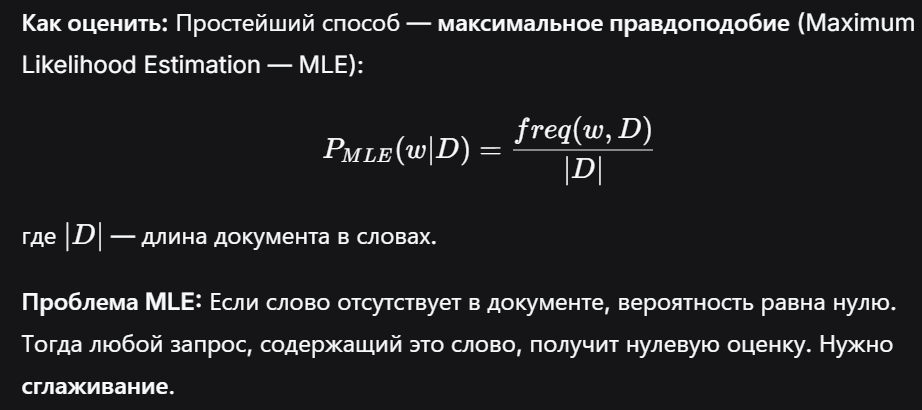 Как оценить: Простейший способ — максимальное правдоподобие (Maximum
Likelihood Estimation — MLE):
P_{MLE}(w|D) = \frac{freq(w, D)}{|D|}
где |D| — длина документа в словах.
Проблема MLE: Если слово отсутствует в документе, вероятность равна нулю.
Тогда любой запрос, содержащий это слово, получит нулевую оценку. Нужно
сглаживание.